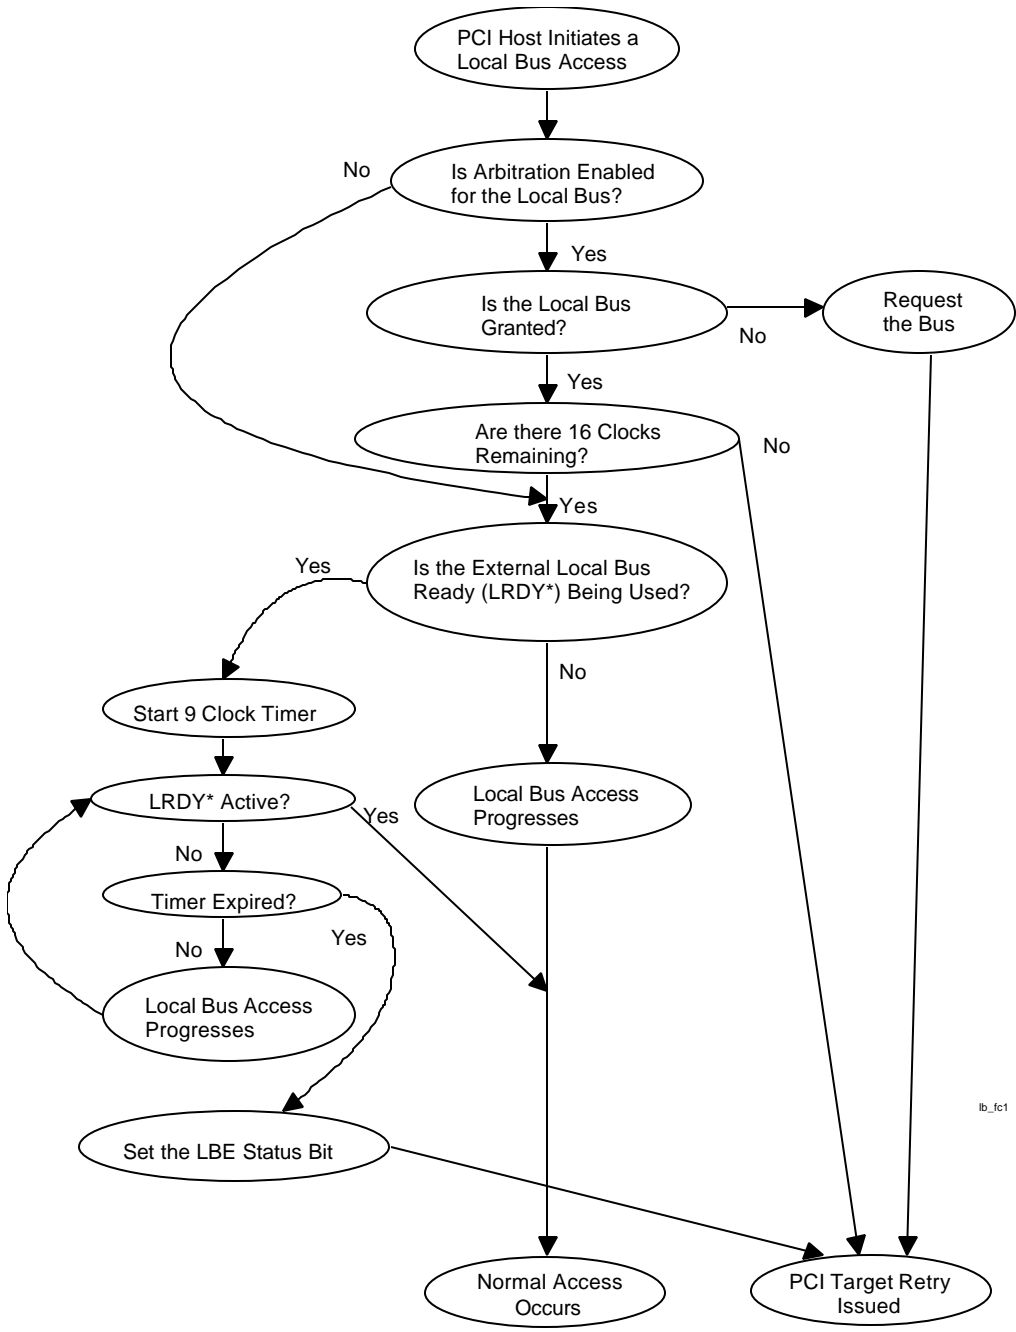 PCI Host Initiates a
Local Bus Access
No
Is Arbitration Enabled
for the Local Bus?
Yes
Is the Local Bus
Granted?
No
Request
the Bus
Yes
Are there 16 Clocks
Remaining?
No
Yes
Is the External Local Bus
Ready (LRDY*) Being Used?
Yes
No
Start 9 Clock Timer
LRDY* Active?
Yes
Local Bus Access
Progresses
No
Timer Expired?
Yes
No
Local Bus Access
Progresses
lb_fc1
Set the LBE Status Bit
Normal Access
Occurs
PCI Target Retry
Issued